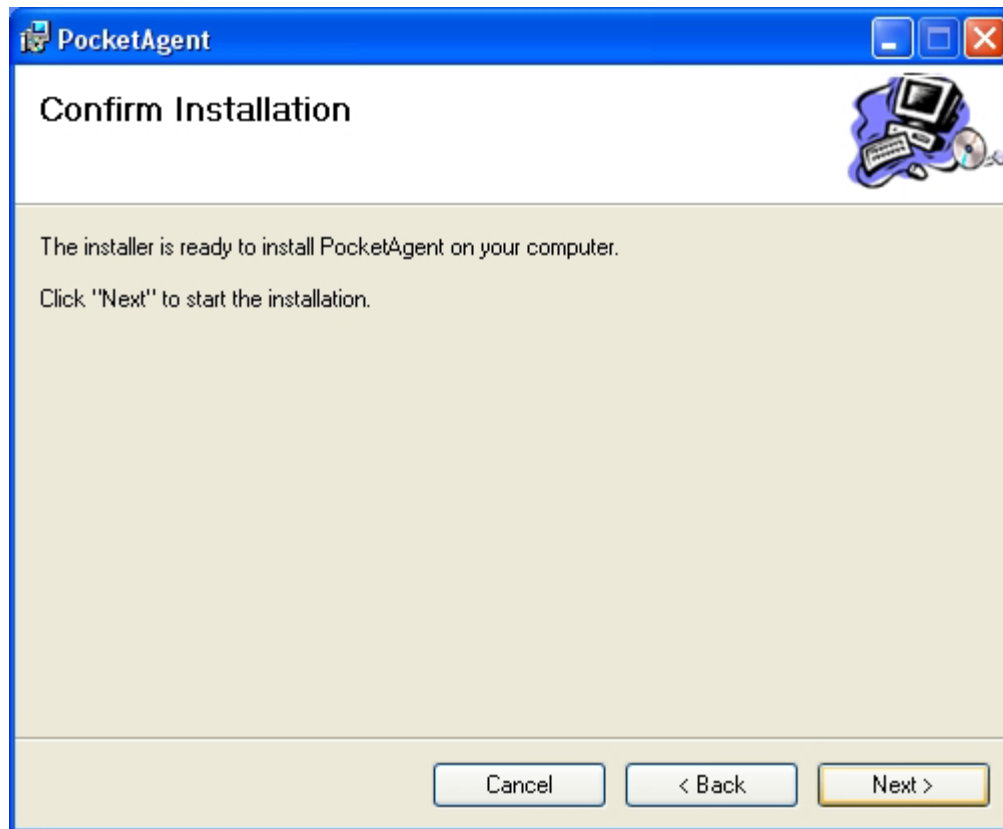 PocketAgent
Confirm Installation
The installer is ready to install PocketAgent on your computer.
Click "Next" to start the installation.
Cancel
< Back
Next >